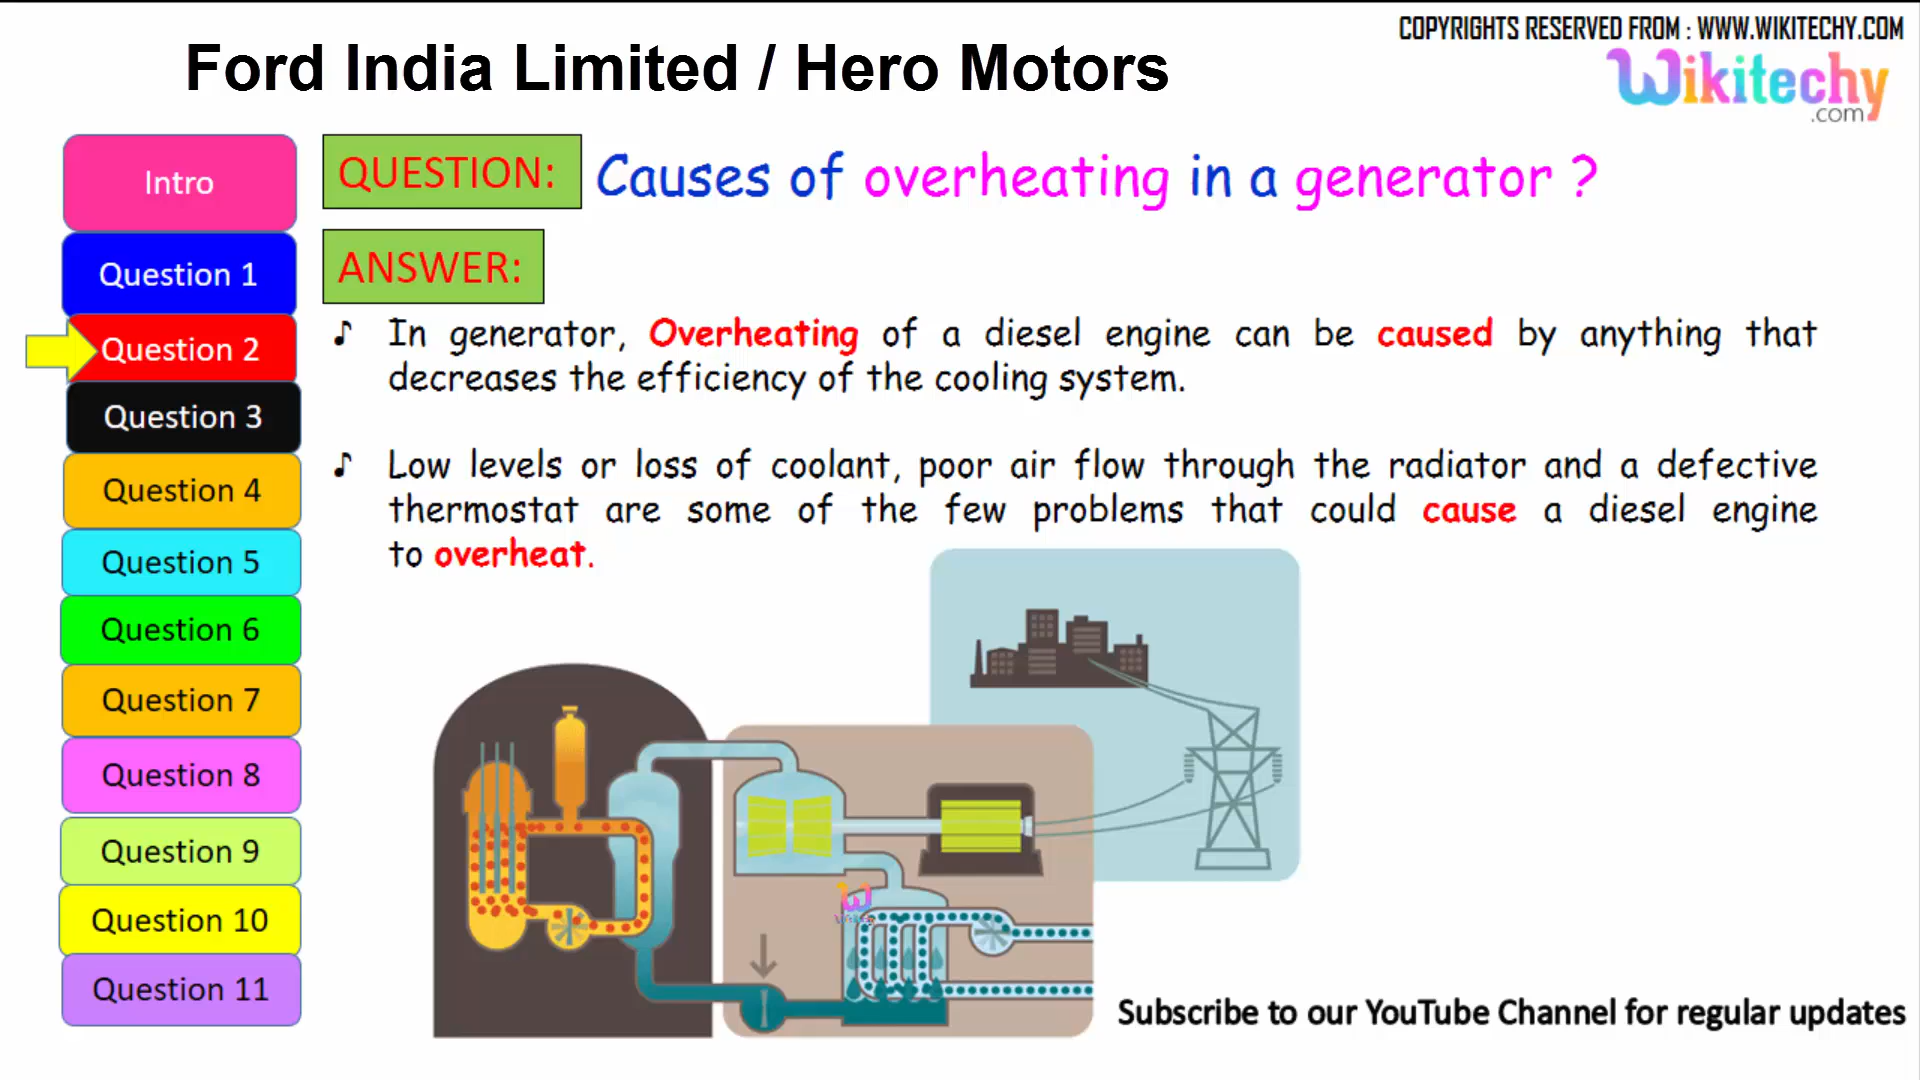 COPYRIGHTS RESERVED FROM : WWW.WIKITECHY.COM
Ford India Limited / Hero Motors
Wikitechy
.com
Intro
Question 1
Question 2
Question 3
Question 4
Question 5
Question 6
Question 7
Question 8
Question 9
Question 10
Question 11
QUESTION: Causes of overheating in a generator ?
ANSWER:
♪ In generator, Overheating of a diesel engine can be caused by anything that
decreases the efficiency of the cooling system.
♪ Low levels or loss of coolant, poor air flow through the radiator and a defective
thermostat are some of the few problems that could cause a diesel engine
to overheat.
Subscribe to our YouTube Channel for regular updates